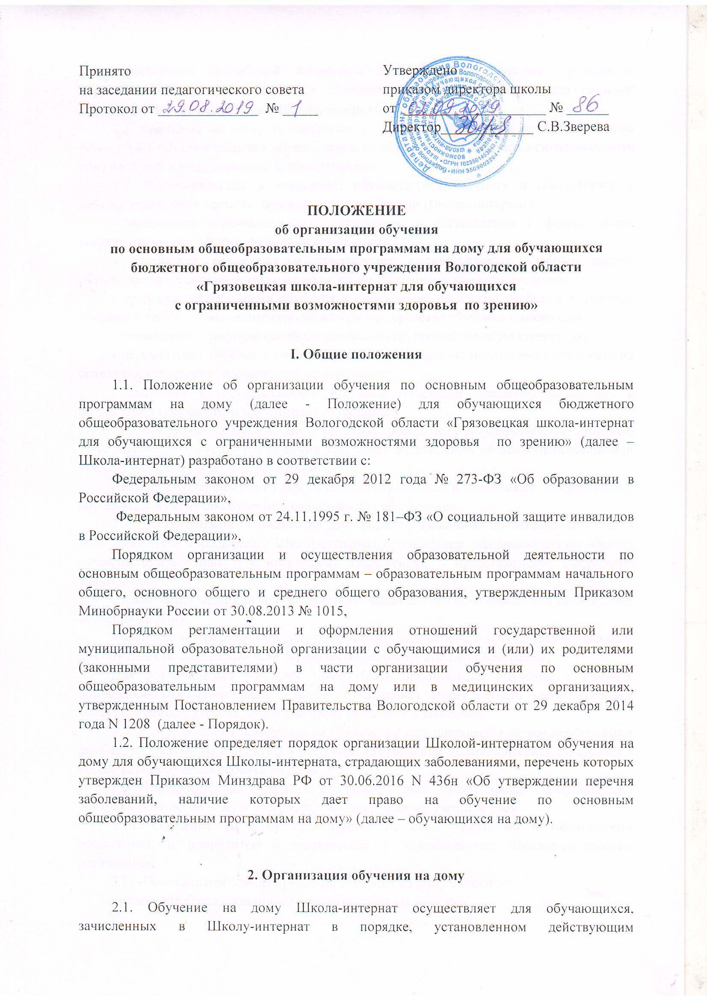 Принято
на заседании педагогического совета
Протокол от 29.08.2019 № 1
Утверждено
приказом директора школы
от 02.09.2019 № 86
Директор С.В.Зверева
ПОЛОЖЕНИЕ
об организации обучения
по основным общеобразовательным программам на дому для обучающихся
бюджетного общеобразовательного учреждения Вологодской области
«Грязовецкая школа-интернат для обучающихся
с ограниченными возможностями здоровья по зрению»
I. Общие положения
1.1. Положение об организации обучения по основным общеобразовательным
программам на дому (далее - Положение) для обучающихся бюджетного
общеобразовательного учреждения Вологодской области «Грязовецкая школа-интернат
для обучающихся с ограниченными возможностями здоровья по зрению» (далее –
Школа-интернат) разработано в соответствии с:
Федеральным законом от 29 декабря 2012 года № 273-ФЗ «Об образовании в
Российской Федерации»,
Федеральным законом от 24.11.1995 г. № 181–ФЗ «О социальной защите инвалидов
в Российской Федерации»,
Порядком организации и осуществления образовательной деятельности по
основным общеобразовательным программам – образовательным программам начального
общего, основного общего и среднего общего образования, утвержденным Приказом
Минобрнауки России от 30.08.2013 № 1015,
Порядком регламентации и оформления отношений государственной или
муниципальной образовательной организации с обучающимися и (или) их родителями
(законными представителями) в части организации обучения по основным
общеобразовательным программам на дому или в медицинских организациях,
утвержденным Постановлением Правительства Вологодской области от 29 декабря 2014
года N 1208 (далее - Порядок).
1.2. Положение определяет порядок организации Школой-интернатом обучения на
дому для обучающихся Школы-интерната, страдающих заболеваниями, перечень которых
утвержден Приказом Минздрава РФ от 30.06.2016 N 436н «Об утверждении перечня
заболеваний, наличие которых дает право на обучение по основным
общеобразовательным программам на дому» (далее – обучающихся на дому).
2. Организация обучения на дому
2.1. Обучение на дому Школа-интернат осуществляет для обучающихся,
зачисленных в Школу-интернат в порядке, установленном действующим